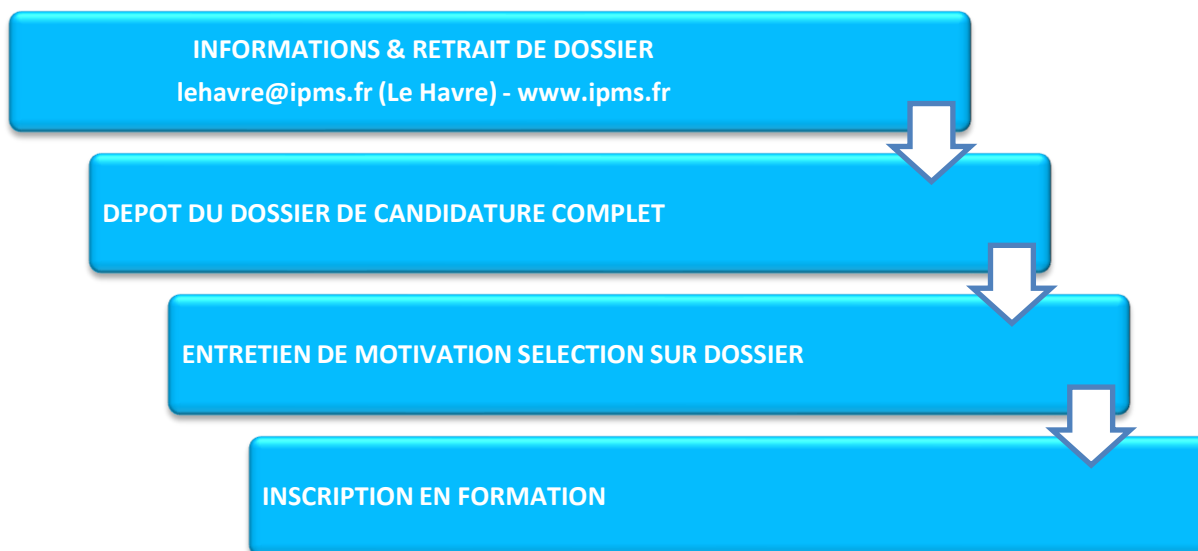 INFORMATIONS & RETRAIT DE DOSSIER
lehavre@ipms.fr (Le Havre) - www.ipms.fr
DEPOT DU DOSSIER DE CANDIDATURE COMPLET
ENTRETIEN DE MOTIVATION SELECTION SUR DOSSIER
INSCRIPTION EN FORMATION